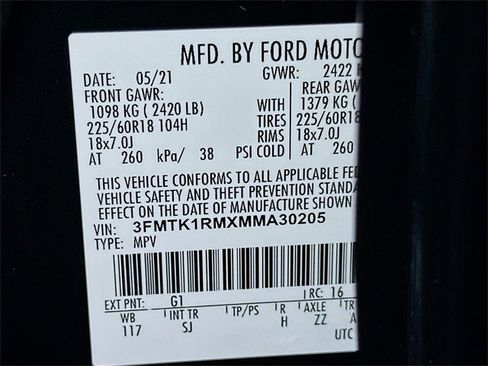 MFD. BY FORD MOTO
DATE: 05/21 GVWR: 2422 K
FRONT GAWR: REAR GAW
1098 KG ( 2420 LB) WITH 1379 KG (
225/60R18 104H TIRES 225/60R18
18x7.0J RIMS 18x7.0J
AT 260 kPa/ 38 PSI COLD AT 260
THIS VEHICLE CONFORMS TO ALL APPLICABLE FEDE
VEHICLE SAFETY AND THEFT PREVENTION STANDA
EFFECT ON THE DATE OF MANUFACTURE SHOWN
VIN: 3FMTK1RMXMMA30205
TYPE: MPV
EXT PNT: G1 RC: 16
WB INT TR TP/PS R AXLE TR
117 SJ H ZZ A
UTC